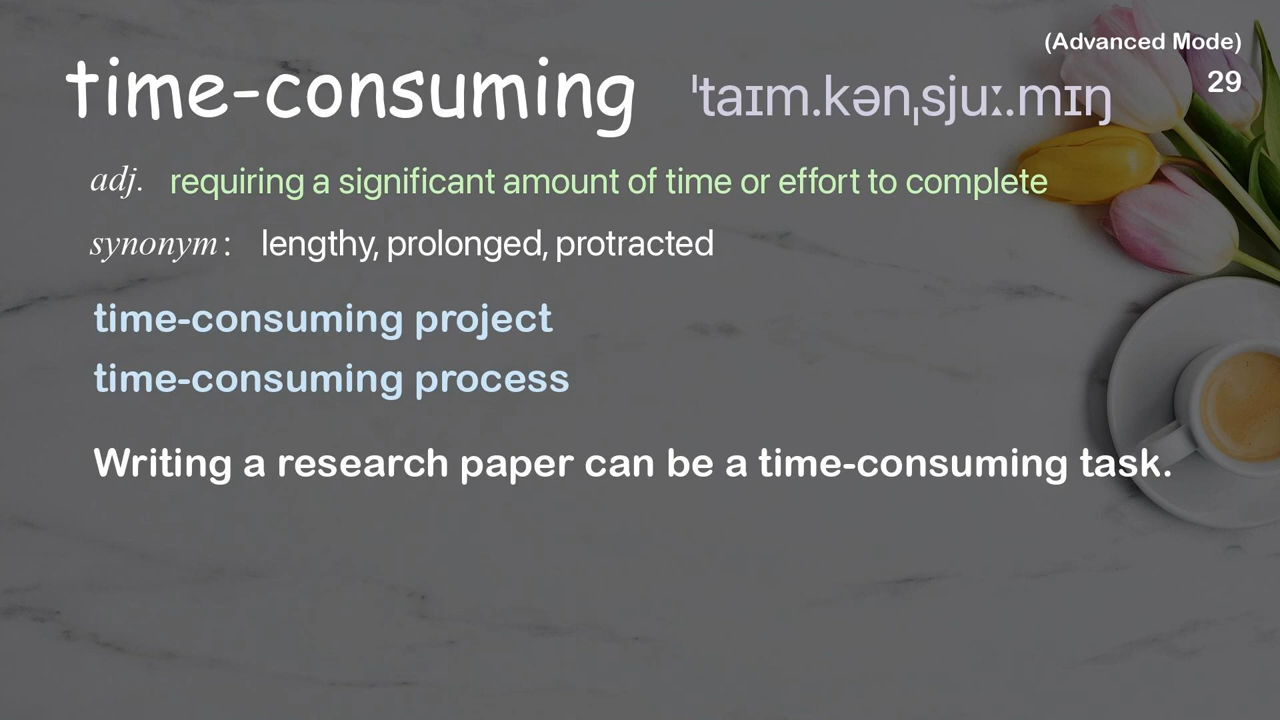 (Advanced Mode)
time-consuming ˈtaɪm.kənˌsjuː.mɪŋ 29
adj. requiring a significant amount of time or effort to complete
synonym: lengthy, prolonged, protracted
time-consuming project
time-consuming process
Writing a research paper can be a time-consuming task.